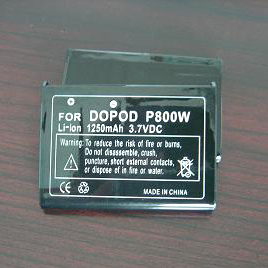 FOR DOPOD P800W
Li-ion 1250mAh 3.7VDC
Warning: To reduce the risk of fire or
burns, do not disassemble,
crush, puncture, short
external contacts, or
dispose of in fire or water
MADE IN CHINA